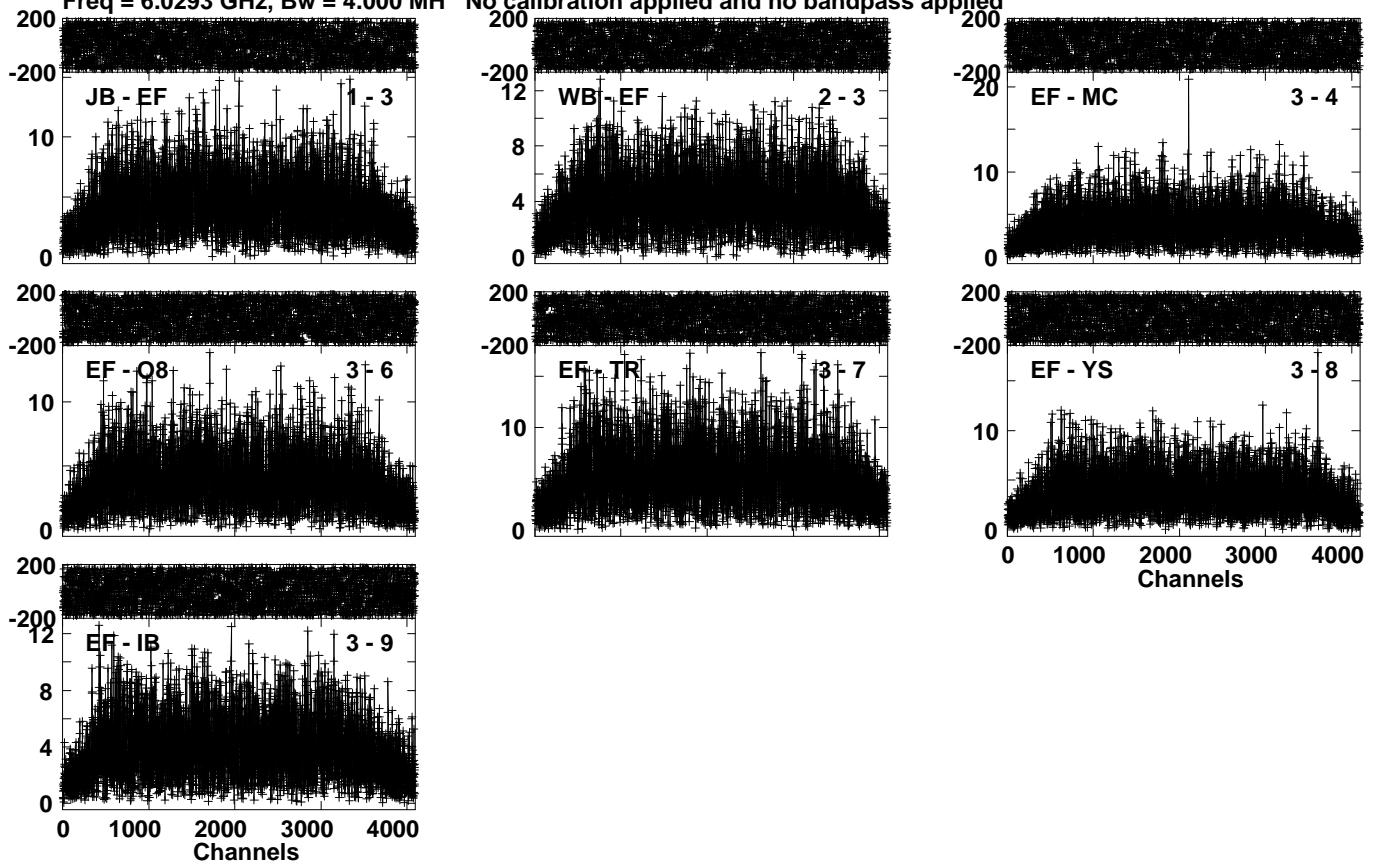 Freq = 6.0293 GHz, Bw = 4.000 MH No calibration applied and no bandpass applied
200
-200
JB - EF 1 - 3
10
0
200
-200
12
WB - EF 2 - 3
8
4
0
200
-200
20
EF - MC 3 - 4
10
0
200
-200
EF - O8 3 - 6
10
0
200
-200
EF - TR 3 - 7
10
0
200
-200
EF - YS 3 - 8
10
0
0 1000 2000 3000 4000
Channels
200
-200
12
EF - IB 3 - 9
8
4
0
0 1000 2000 3000 4000
Channels